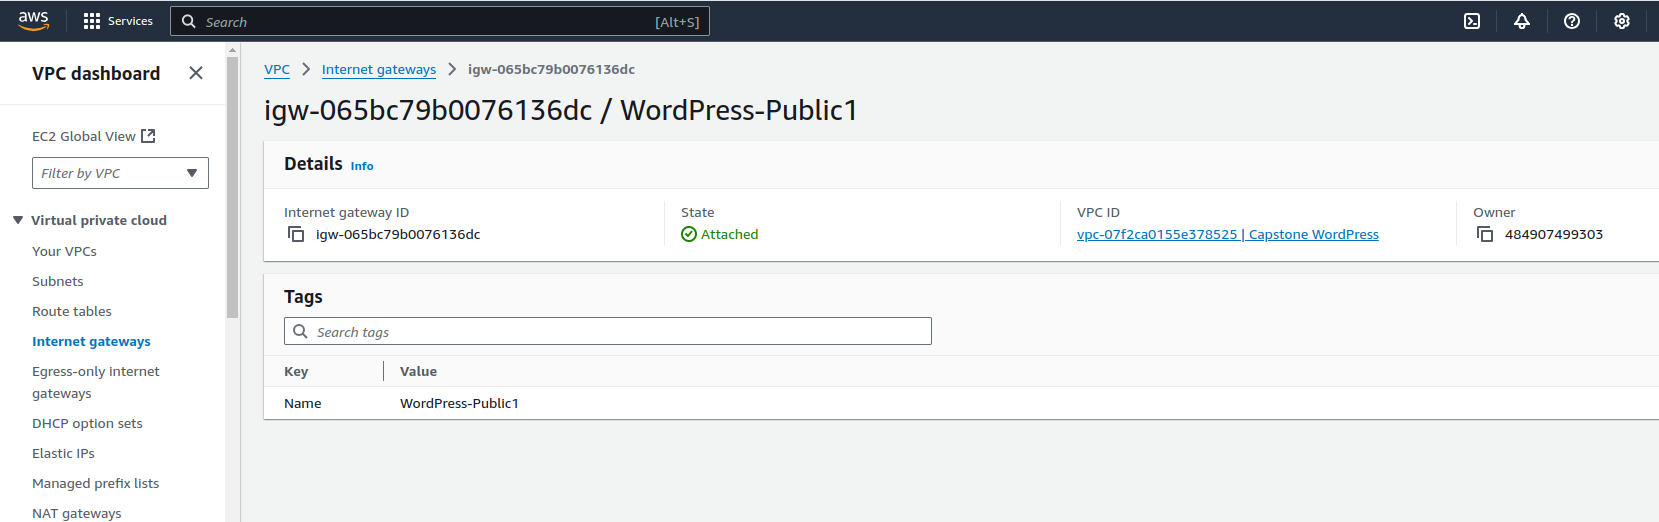 aws
Services
Search
[Alt+S]
VPC dashboard
EC2 Global View
Filter by VPC
Virtual private cloud
Your VPCs
Subnets
Route tables
Internet gateways
Egress-only internet
gateways
DHCP option sets
Elastic IPs
Managed prefix lists
NAT gateways
VPC > Internet gateways > igw-065bc79b0076136dc
igw-065bc79b0076136dc / WordPress-Public1
Details Info
Internet gateway ID
igw-065bc79b0076136dc
State
Attached
VPC ID
vpc-07f2ca0155e378525 | Capstone WordPress
Owner
484907499303
Tags
Search tags
Key Value
Name WordPress-Public1